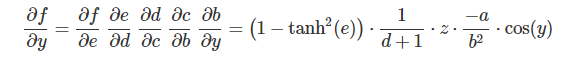 ∂f/∂y = ∂f/∂e ∂e/∂d ∂d/∂c ∂c/∂b ∂b/∂y = (1 − tanh²(e)) · 1/(d+1) · z · −a/b² · cos(y)